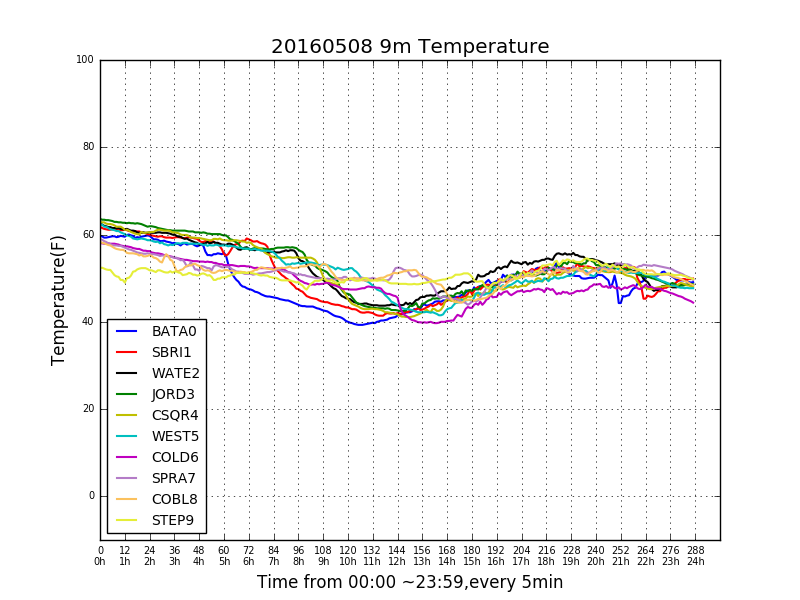 20160508 9m Temperature
100
80
60
40
20
0
Temperature(F)
BATA0
SBRI1
WATE2
JORD3
CSQR4
WEST5
COLD6
SPRA7
COBL8
STEP9
0 12 24 36 48 60 72 84 96 108 120 132 144 156 168 180 192 204 216 228 240 252 264 276 288
0h 1h 2h 3h 4h 5h 6h 7h 8h 9h 10h 11h 12h 13h 14h 15h 16h 17h 18h 19h 20h 21h 22h 23h 24h
Time from 00:00 ~23:59,every 5min